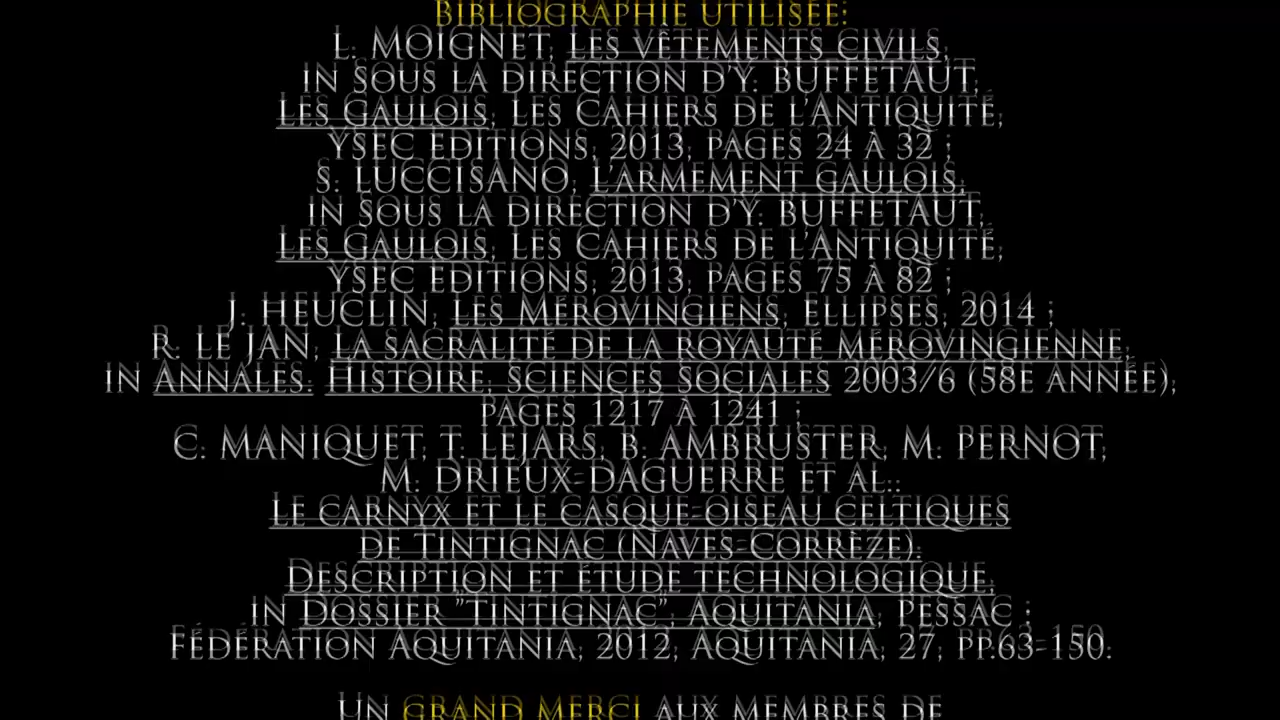 Bibliographie utilisée:
L. MOIGNET, Les vêtements civils,
in Sous la direction d'Y. BUFFETAUT,
Les Gaulois, Les Cahiers de l'Antiquité,
Ysec Editions, 2013, pages 24 à 32 ;
S. LUCCISANO, L'armement gaulois,
in Sous la direction d'Y. BUFFETAUT,
Les Gaulois, Les Cahiers de l'Antiquité,
Ysec Editions, 2013, pages 75 à 82 ;
J. HEUCLIN, Les Mérovingiens, Ellipses, 2014 ;
R. LE JAN, La sacralité de la royauté mérovingienne,
in Annales. Histoire, sciences sociales 2003/6 (58e année),
pages 1217 à 1241 ;
C. MANIQUET, T. LEJARS, B. AMBRUSTER, M. PERNOT,
M. DRIEUX-DAGUERRE et al..
Le carnyx et le casque-oiseau celtiques
de Tintignac (Naves-Corrèze).
Description et étude technologique,
in Dossier "Tintignac", Aquitania, Pessac ;
Fédération Aquitania, 2012, Aquitania, 27, pp.63-150.
Un grand merci aux membres de